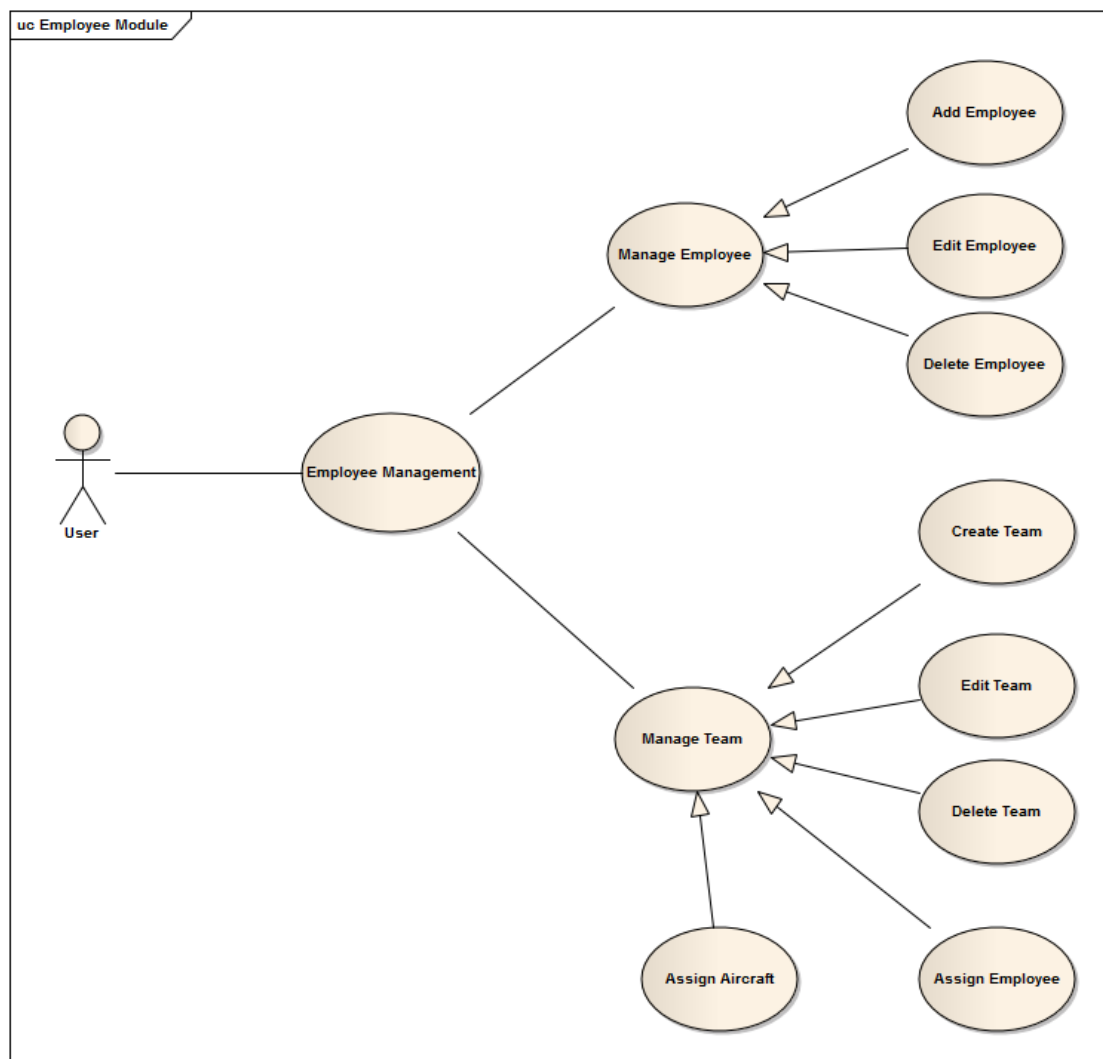 uc Employee Module
Add Employee
Manage Employee
Edit Employee
Delete Employee
Employee Management
User
Create Team
Edit Team
Manage Team
Delete Team
Assign Aircraft
Assign Employee